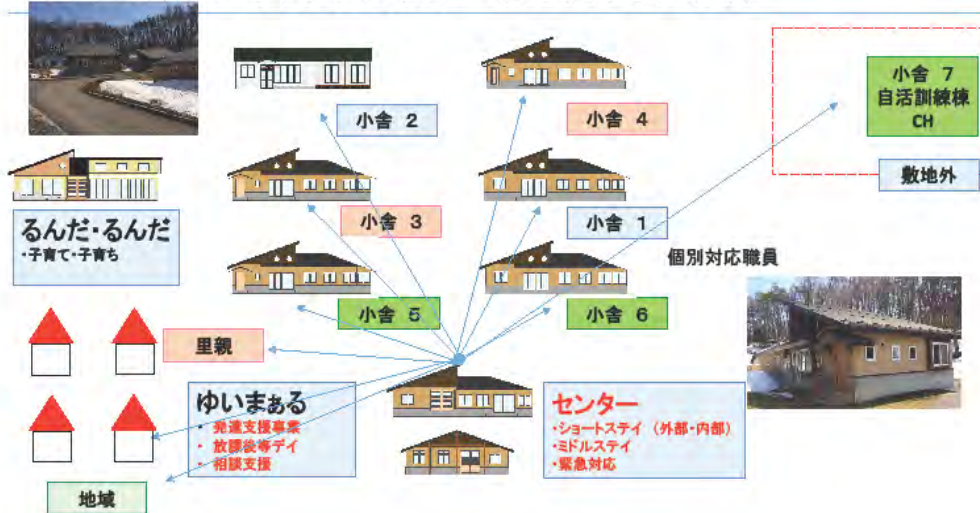 小舎 2
小舎 4
小舎 7
自活訓練棟
CH
敷地外
小舎 3
小舎 1
るんだ・るんだ
・子育て・子育ち
個別対応職員
小舎 5
小舎 6
里親
ゆいまぁる
・ 発達支援事業
・ 放課後等デイ
・ 相談支援
センター
・ショートステイ (外部・内部)
・ミドルステイ
・緊急対応
地域